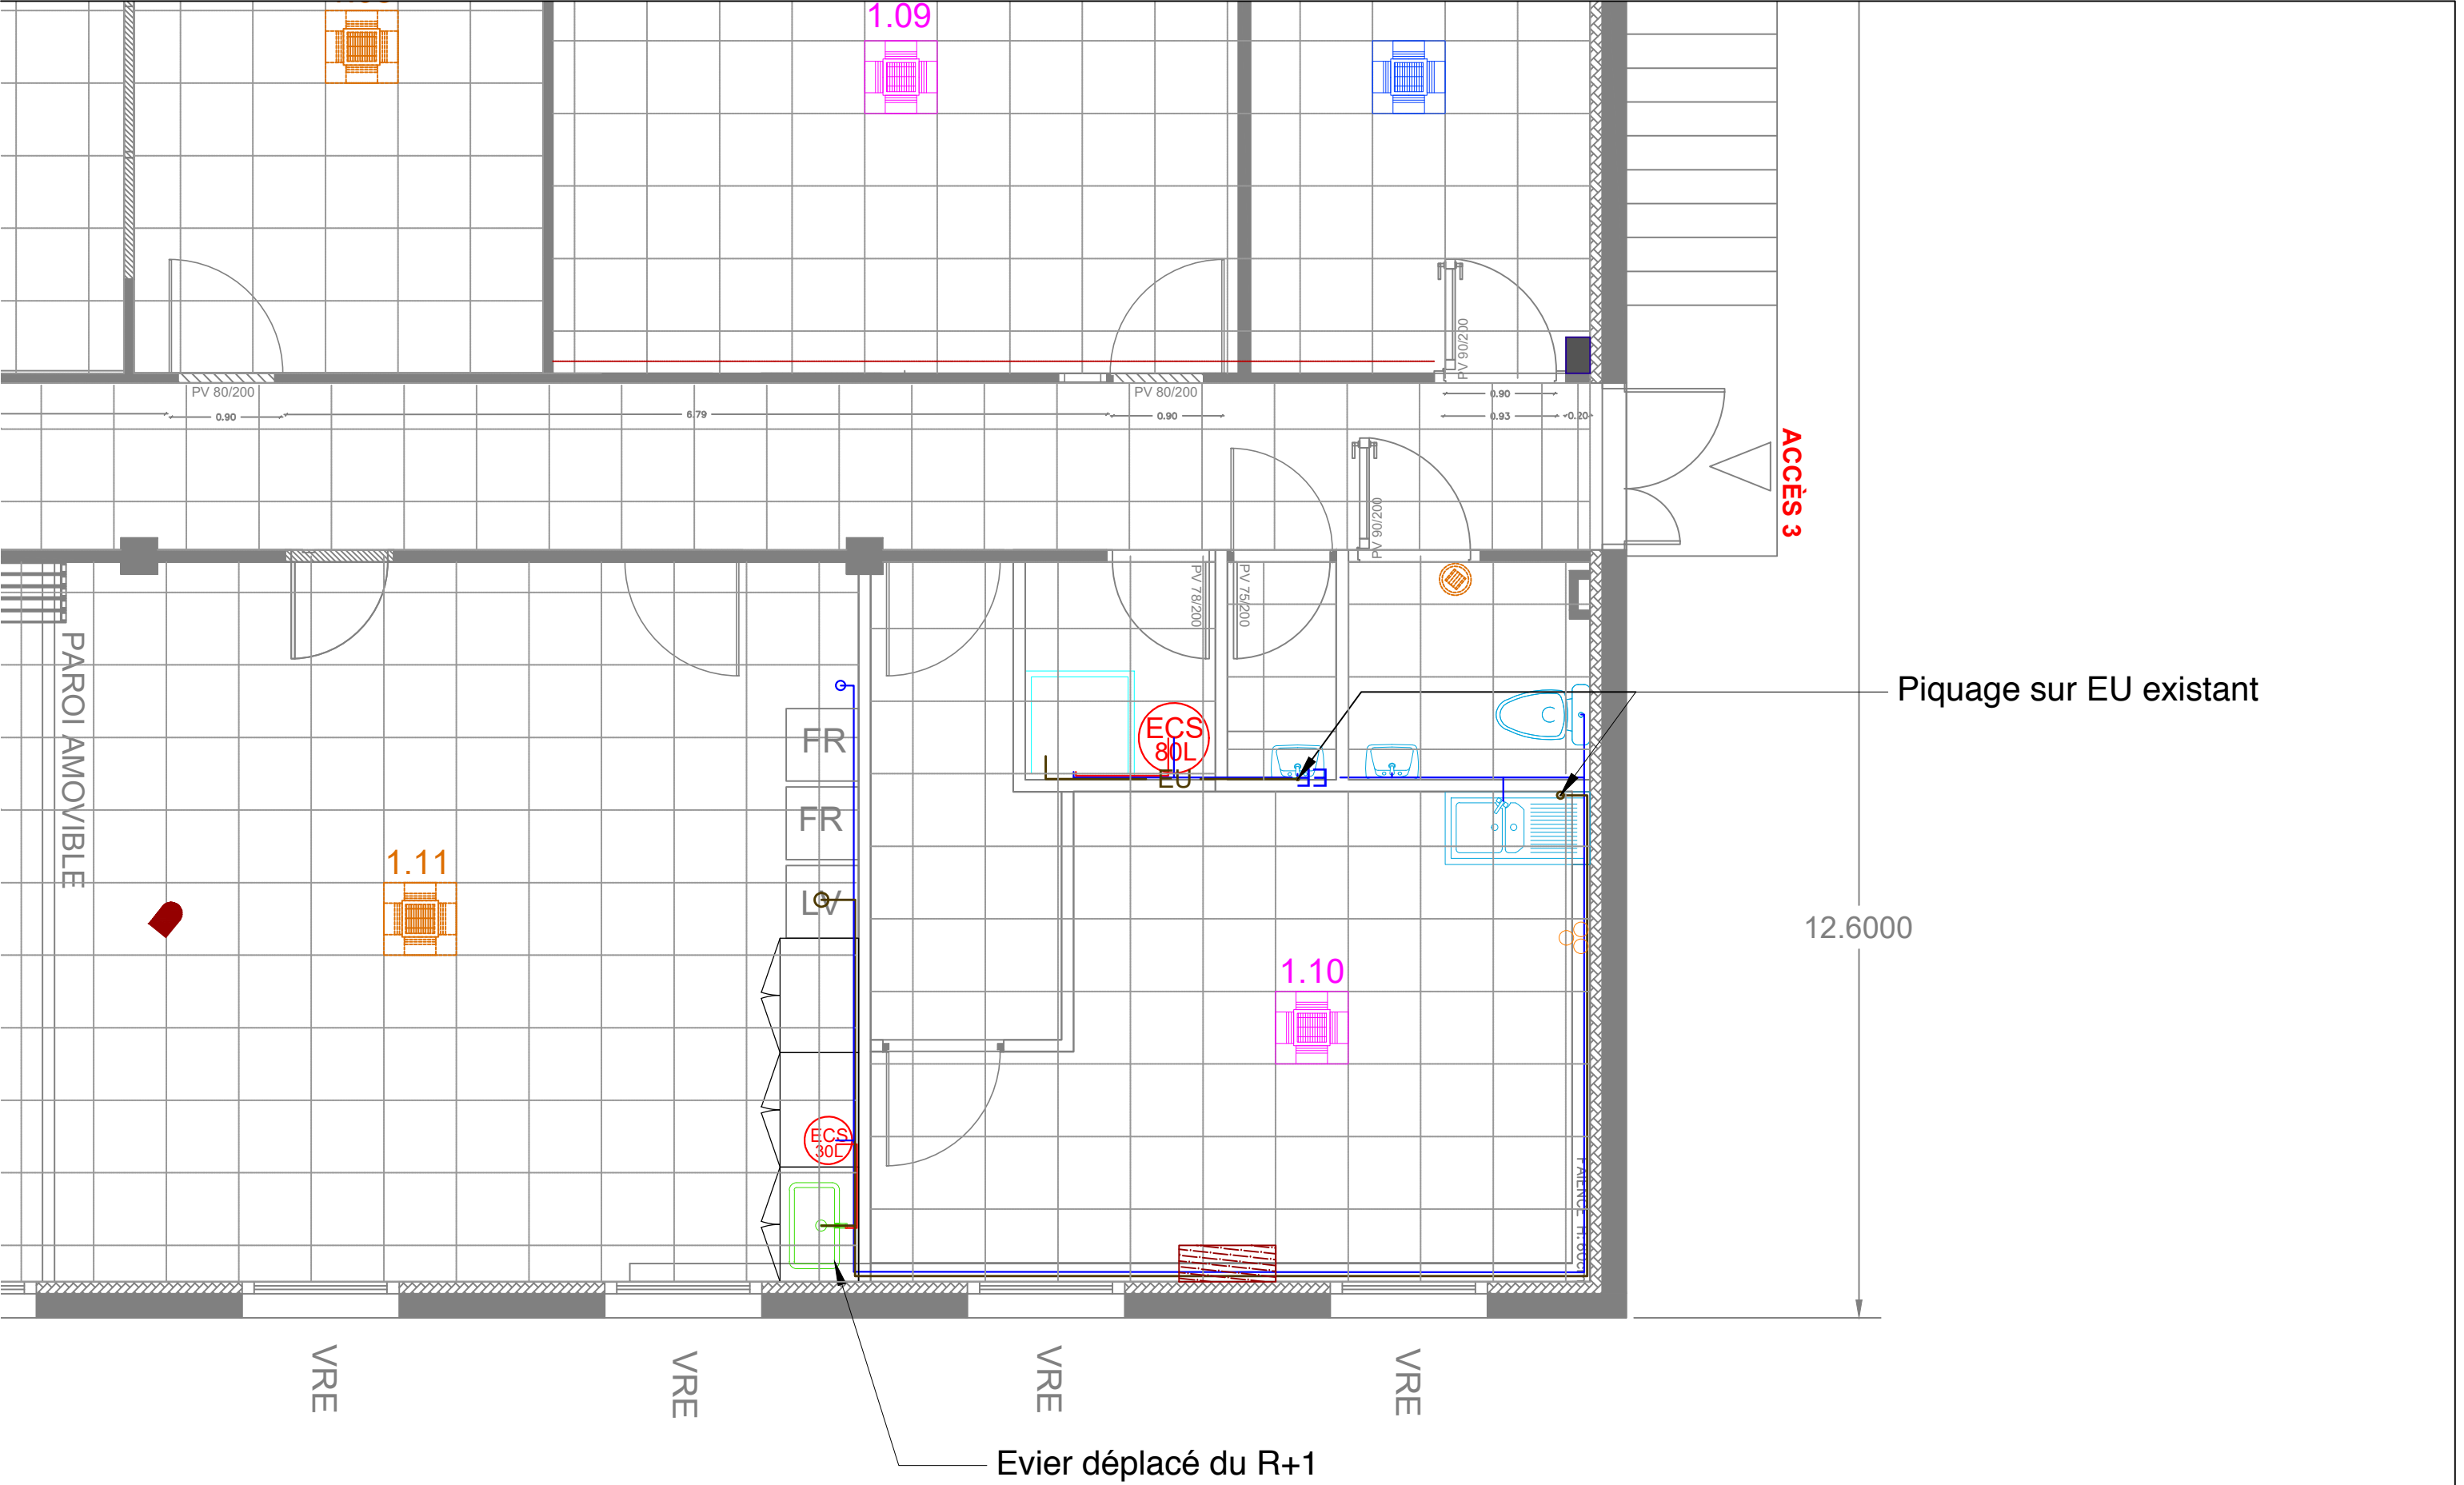 1.09
PV 90/200
PV 80/200
PV 80/200
0.90
6.79
0.90
0.90
0.93
0.20
ACCÈS 3
PV 90/200
PV 78/200
PV 75/200
PAROI AMOVIBLE
Piquage sur EU existant
FR
ECS
80L
EU
EF
FR
1.11
LV
12.6000
1.10
ECS
30L
VRE
VRE
VRE
VRE
Evier déplacé du R+1